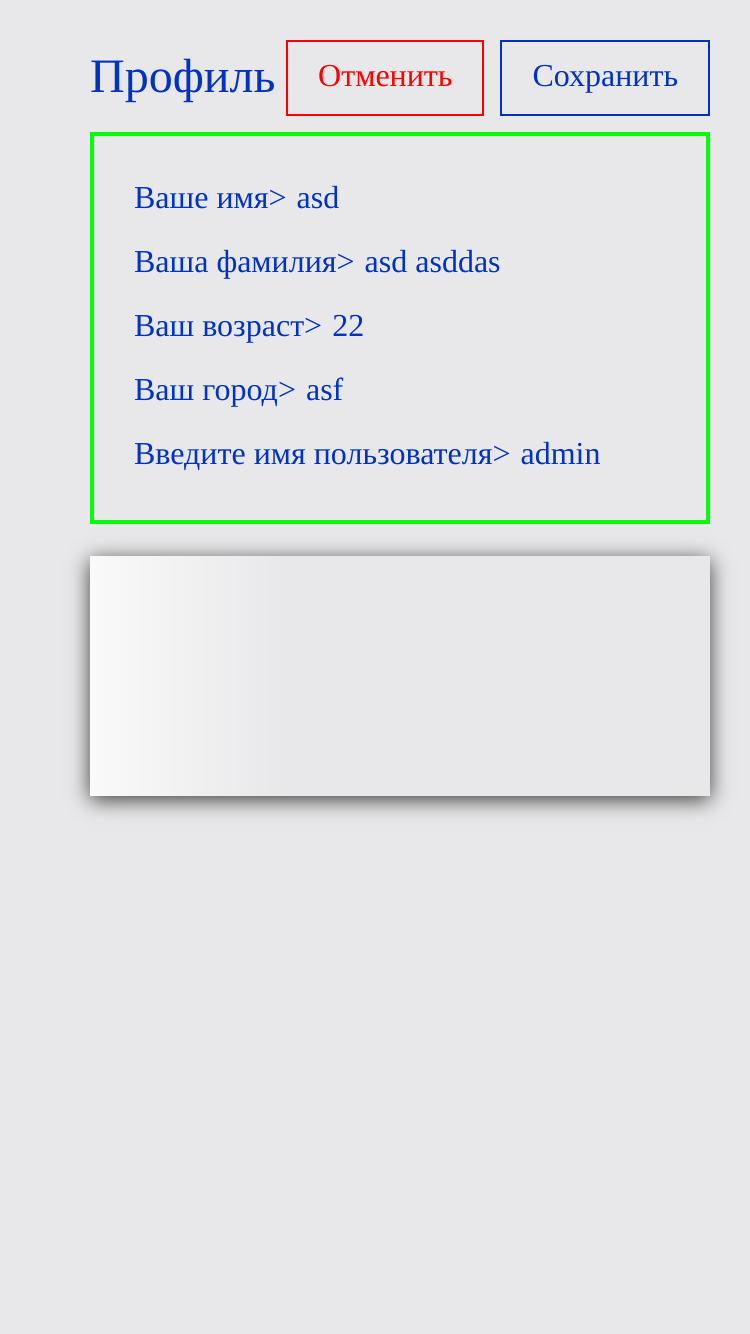 Профиль Отменить Сохранить
Ваше имя> asd
Ваша фамилия> asd asddas
Ваш возраст> 22
Ваш город> asf
Введите имя пользователя> admin